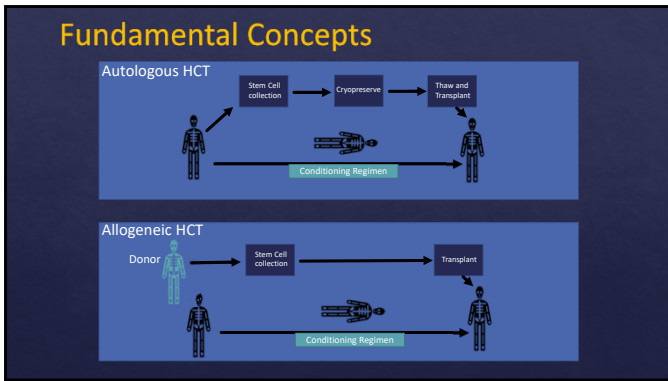 Fundamental Concepts
Autologous HCT
Stem Cell
collection
Cryopreserve
Thaw and
Transplant
Conditioning Regimen
Allogeneic HCT
Donor
Stem Cell
collection
Transplant
Conditioning Regimen